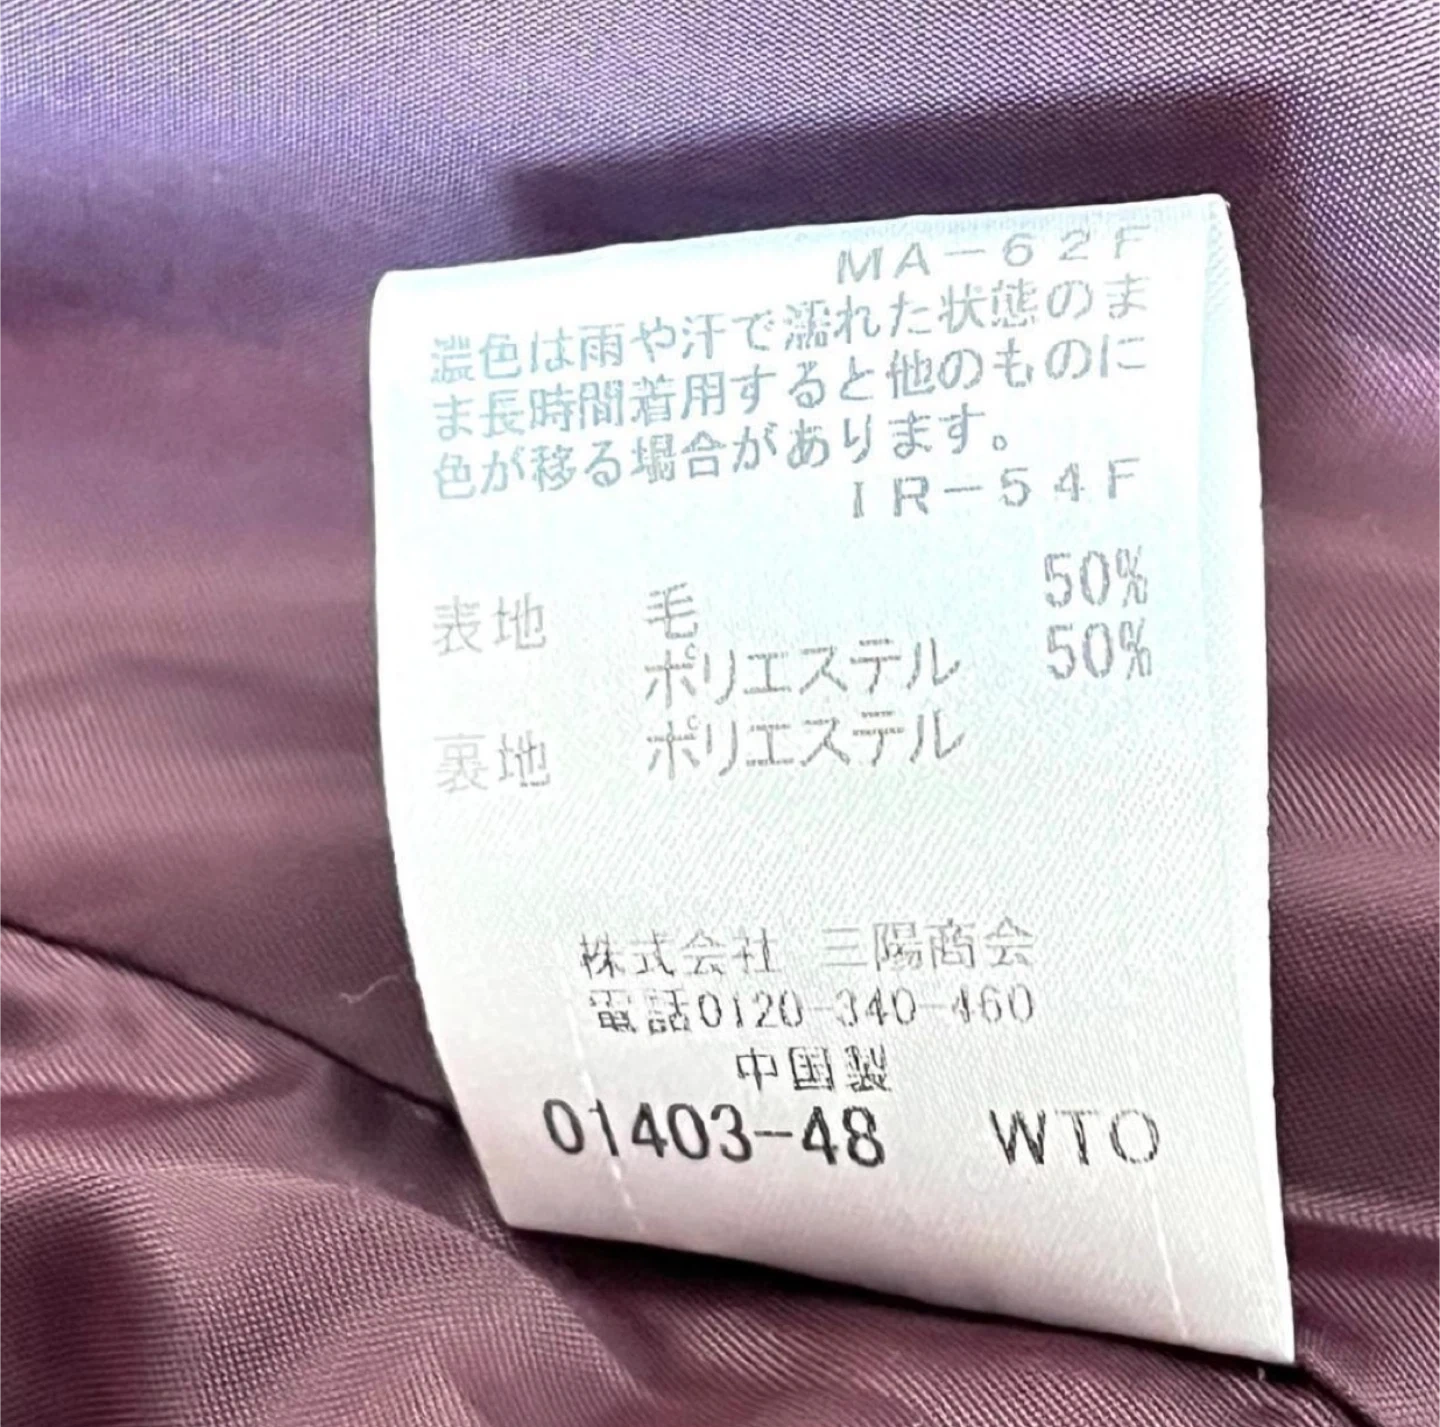 MA-62F
濃色は雨や汗で濡れた状態のま
ま長時間着用すると他のものに
色が移る場合があります。
IR-54F
表地 毛 50%
ポリエステル 50%
裏地 ポリエステル
株式会社 三陽商会
電話0120-340-460
中国製
01403-48 WTO